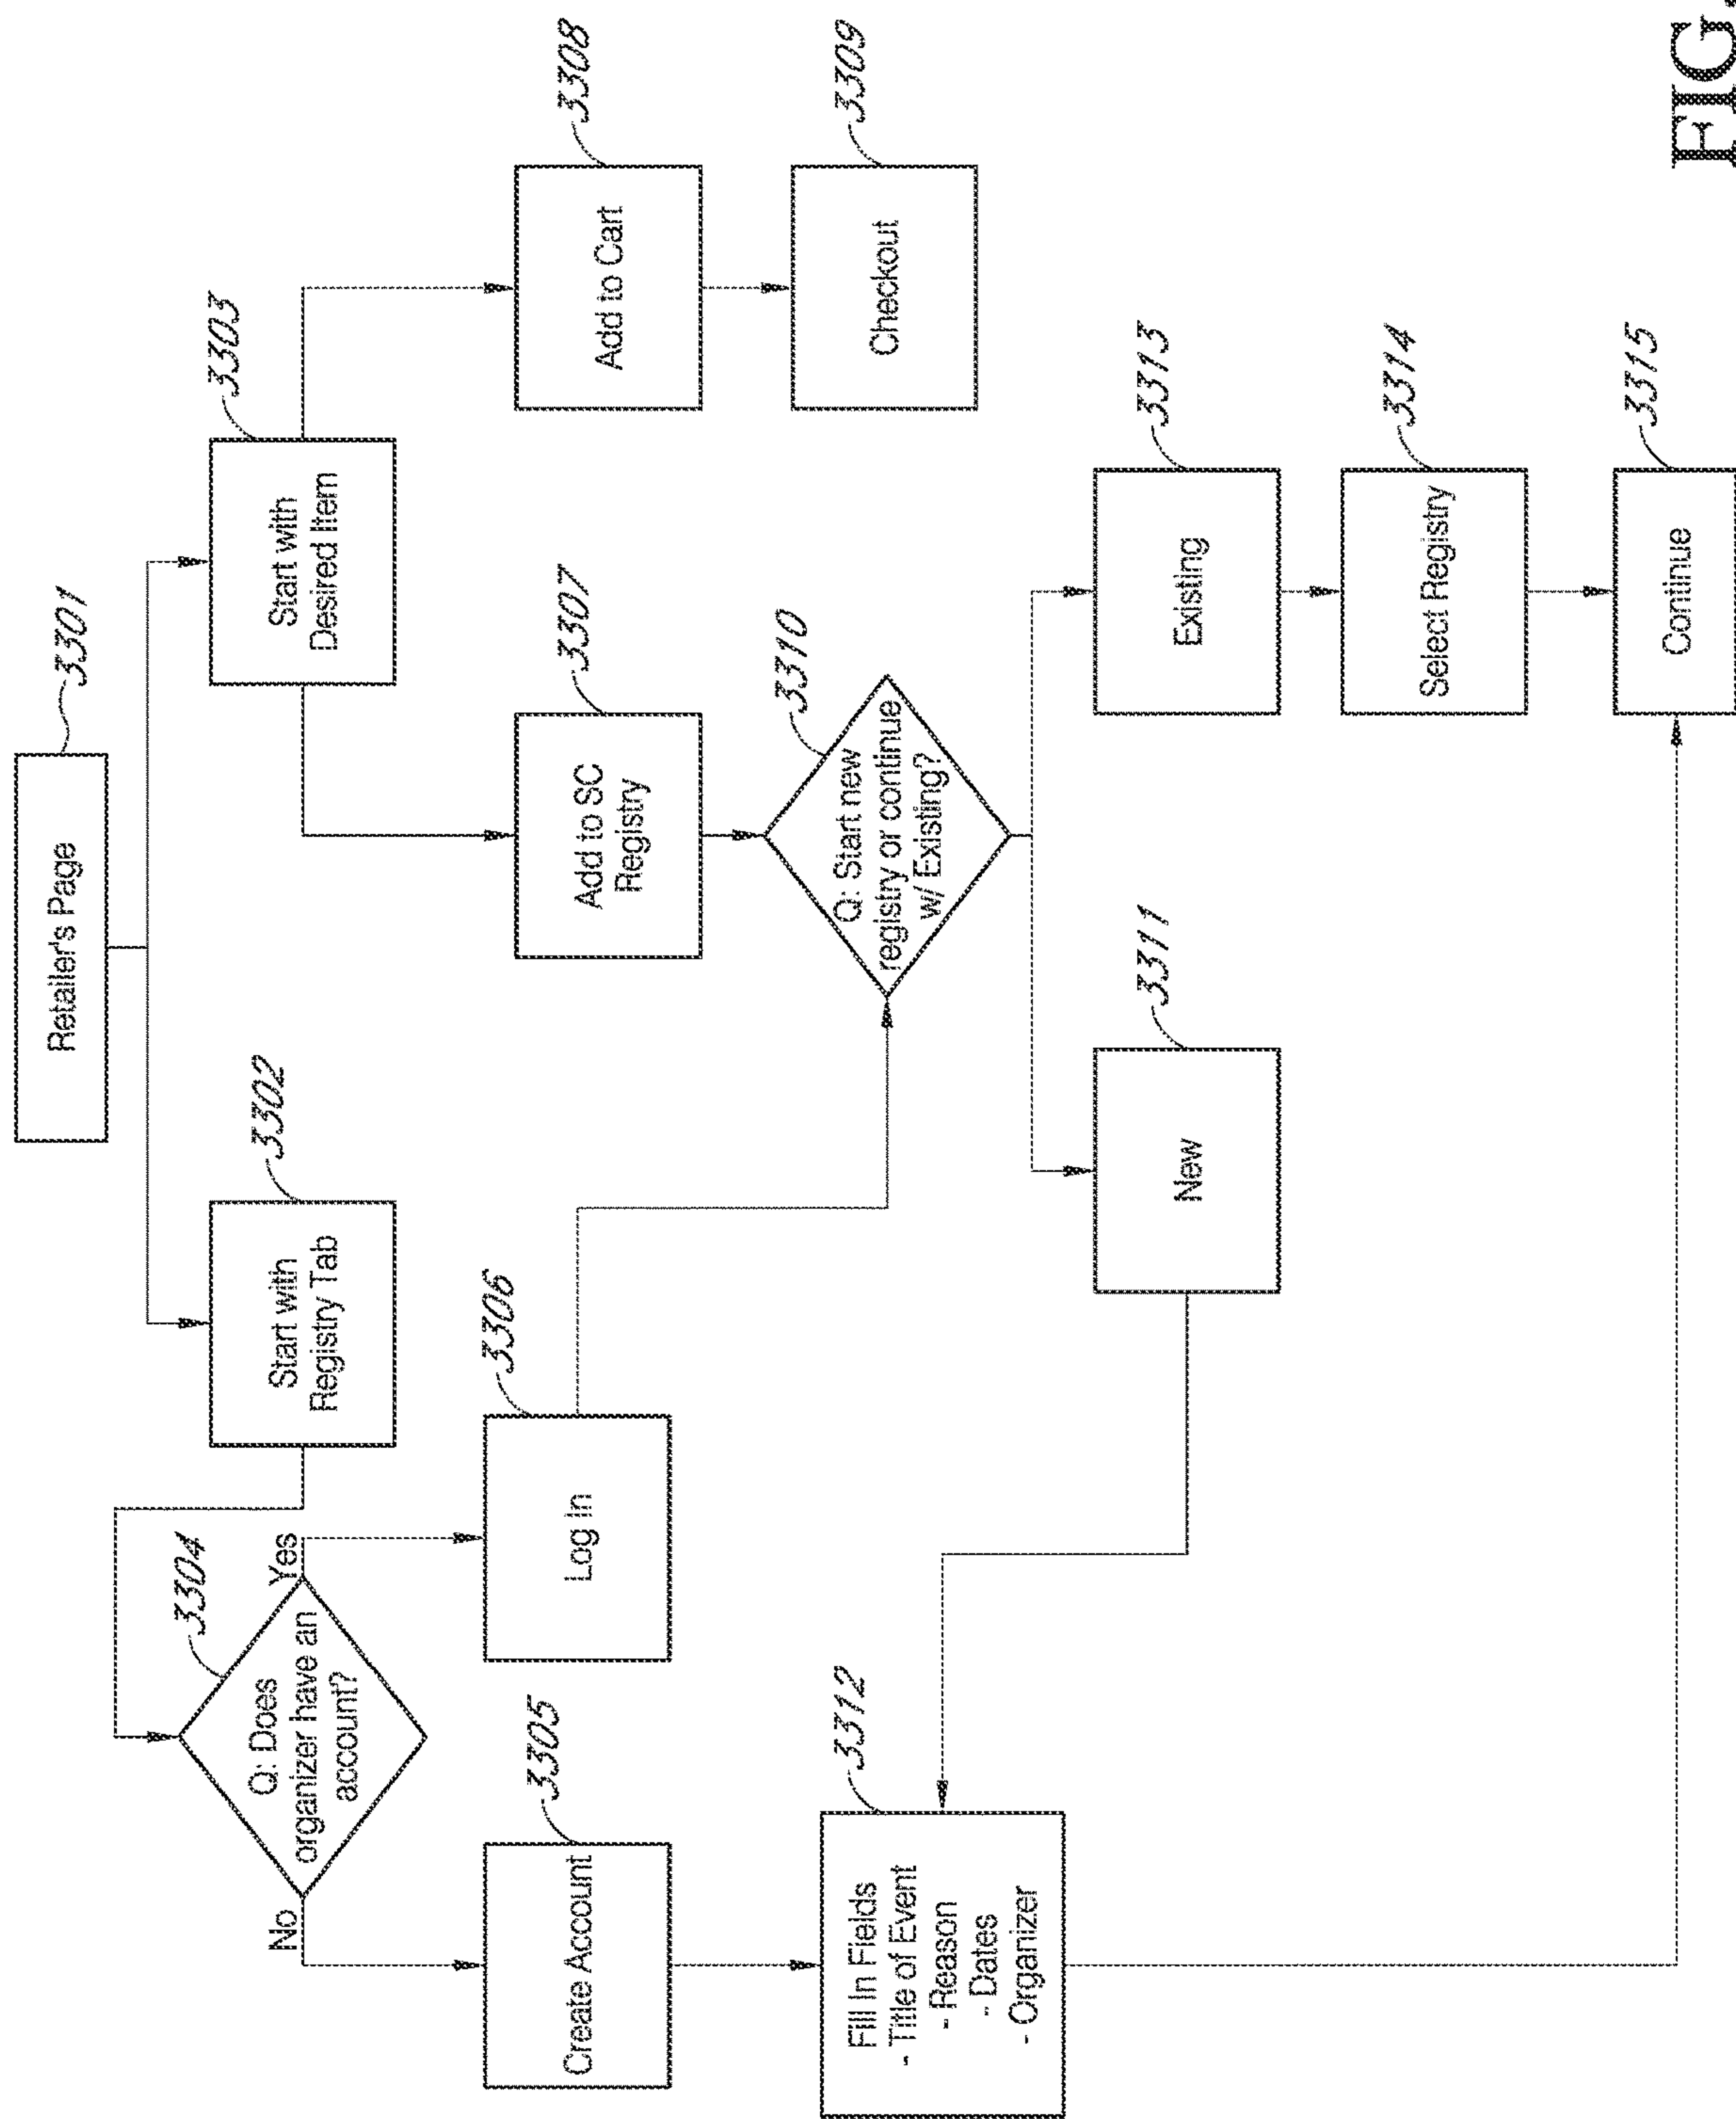 Retailer's Page
3301
Start with
Registry Tab
3302
Start with
Desired Item
3303
Q: Does
organizer have an
account?
3304
No
Yes
Create Account
3305
Log In
3306
Add to SC
Registry
3307
Add to Cart
3308
Checkout
3309
Q: Start new
registry or continue
w/ Existing?
3310
Fill In Fields
- Title of Event
- Reason
- Dates
- Organizer
3312
New
3311
Existing
3313
Select Registry
3314
Continue
3315
FIG.